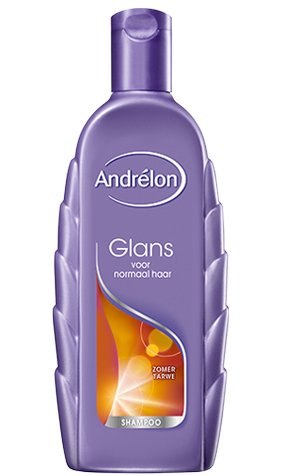 Andrélon
Glans
voor
normaal haar
ZOMER
TARWE
SHAMPOO